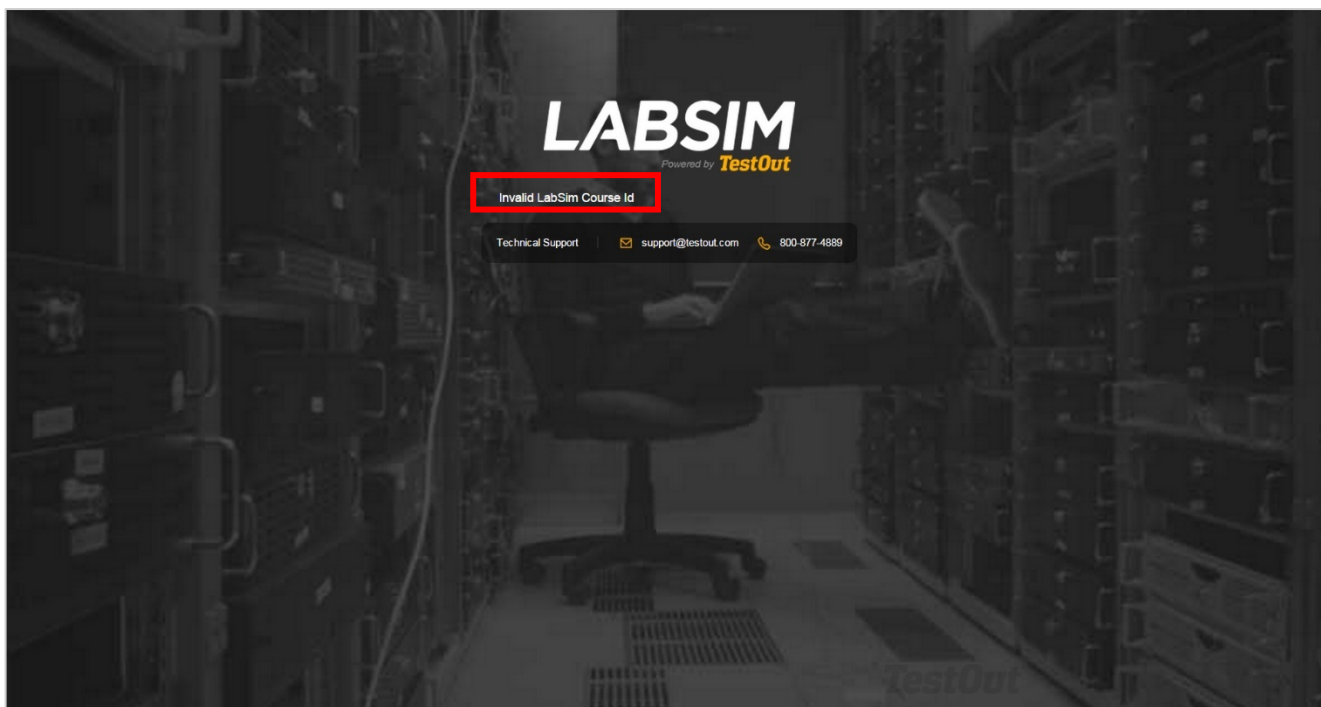 LABSIM
Powered by TestOut
Invalid LabSim Course Id
Technical Support support@testout.com 800-877-4889
TestOut